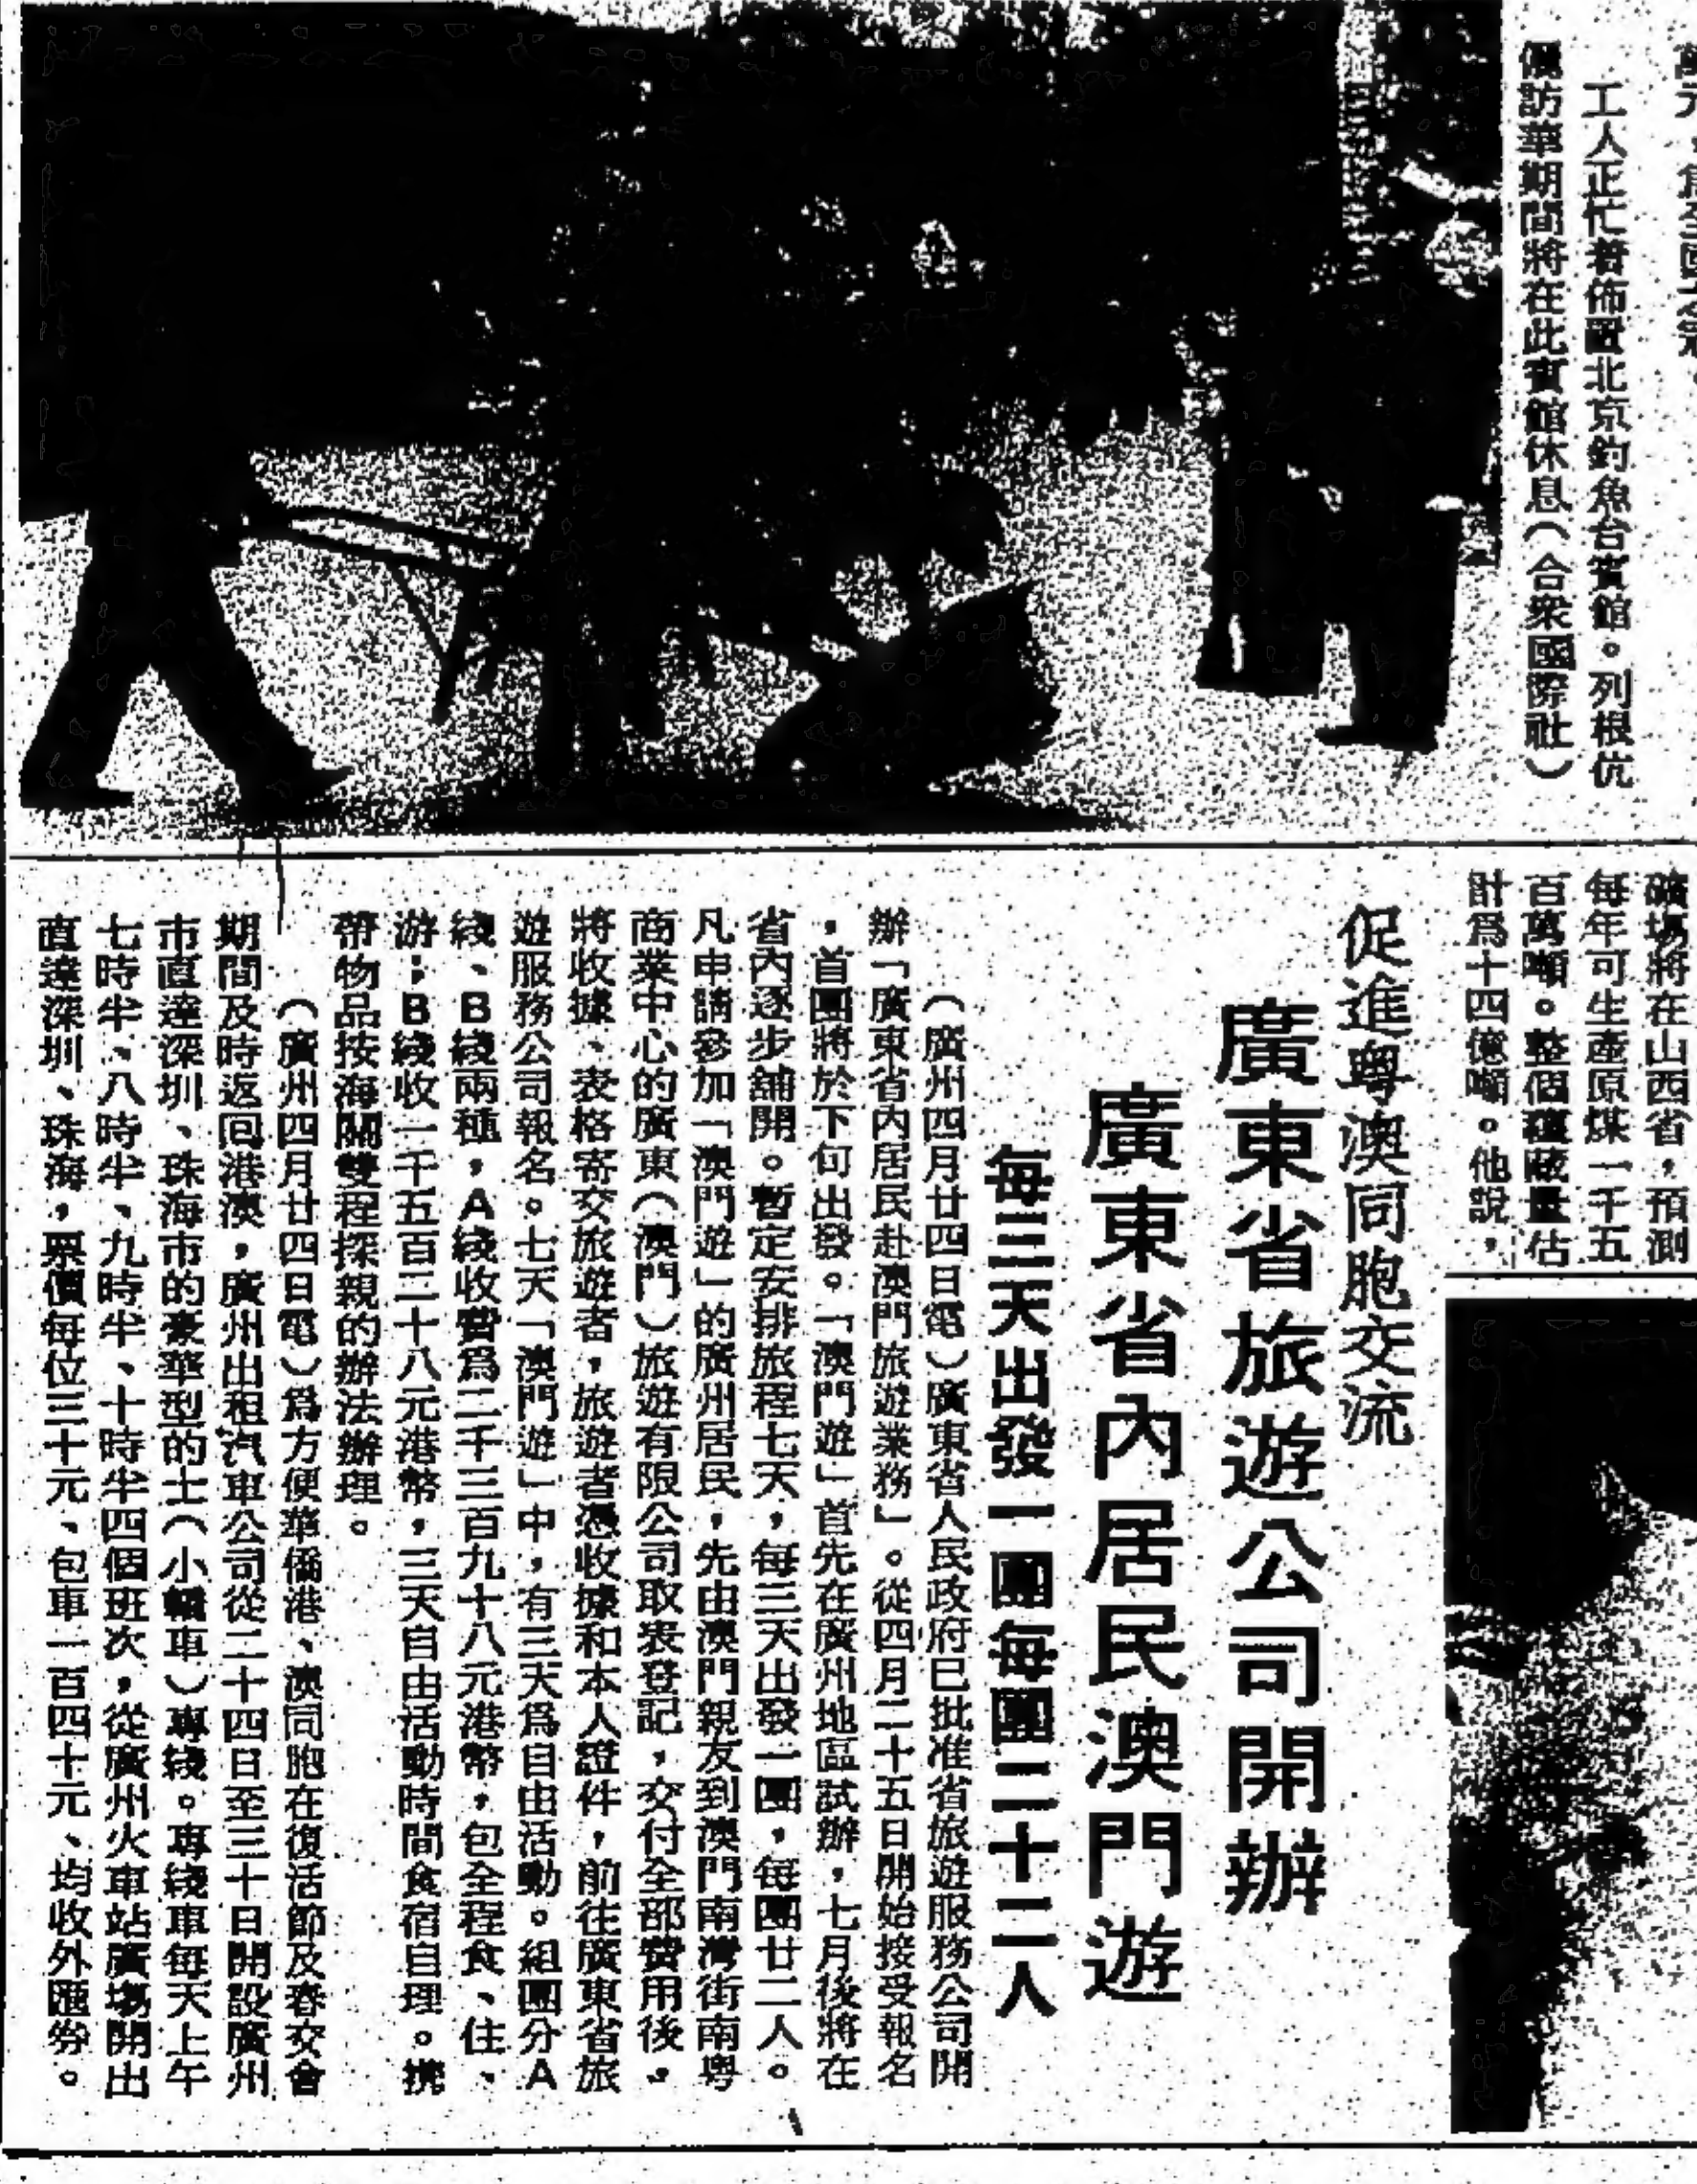 工人正忙着佈置北京釣魚台賓館。列根伉
儷訪華期間將在此賓館休息(合衆國際社)
礦場將在山西省，預測
每年可生產原煤一千五
百萬噸。整個 量估
計爲十四億噸。他說，
促進粵澳同胞交流
廣東省旅遊公司開辦
廣東省內居民澳門遊
每三天出發一團每團二十二人
(廣州四月廿四日電)廣東省人民政府已批准省旅遊服務公司開
辦「廣東省內居民赴澳門旅遊業務」。從四月二十五日開始接受報名
，首團將於下旬出發。「澳門遊」首先在廣州地區試辦，七月後將在
省內逐步舖開。暫定安排旅程七天，每三天出發一團，每團廿二人。
凡申請參加「澳門遊」的廣州居民，先由澳門親友到澳門南灣街南粵
商業中心的廣東(澳門)旅遊有限公司取表登記，交付全部費用後，
將收據、表格寄交旅遊者，旅遊者憑收據和本人證件，前往廣東省旅
遊服務公司報名。七天「澳門遊」中，有三天爲自由活動。組團分A
綫、B綫兩種，A綫收費爲二千三百九十八元港幣，包全程食、住、
游；B綫收一千五百二十八元港幣，三天自由活動時間食宿自理。携
帶物品按海關雙程探親的辦法辦理。
(廣州四月廿四日電)爲方便華僑港、澳同胞在復活節及春交會
期間及時返回港澳，廣州出租汽車公司從二十四日至三十日開設廣州
市直達深圳、珠海市的豪華型的士(小轎車)專綫。專綫車每天上午
七時半、八時半、九時半、十時半四個班次，從廣州火車站廣塲開出
直達深圳、珠海，票價每位三十元、包車一百四十元、均收外匯券。